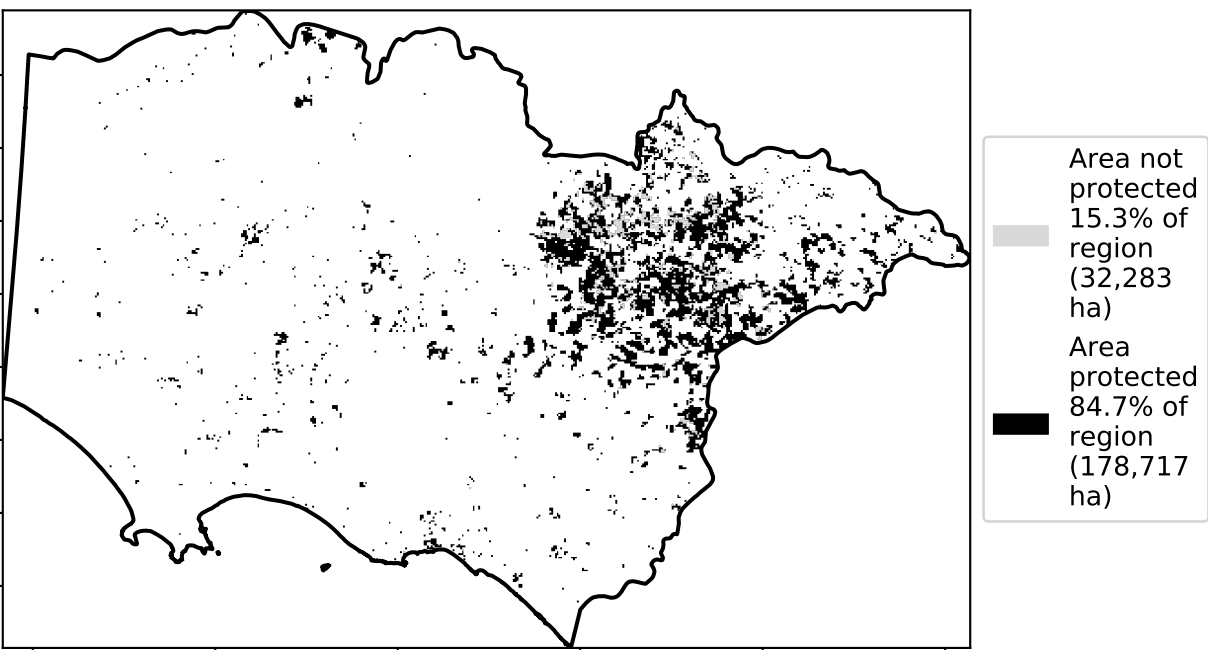 Area not
protected
15.3% of
region
(32,283
ha)
Area
protected
84.7% of
region
(178,717
ha)